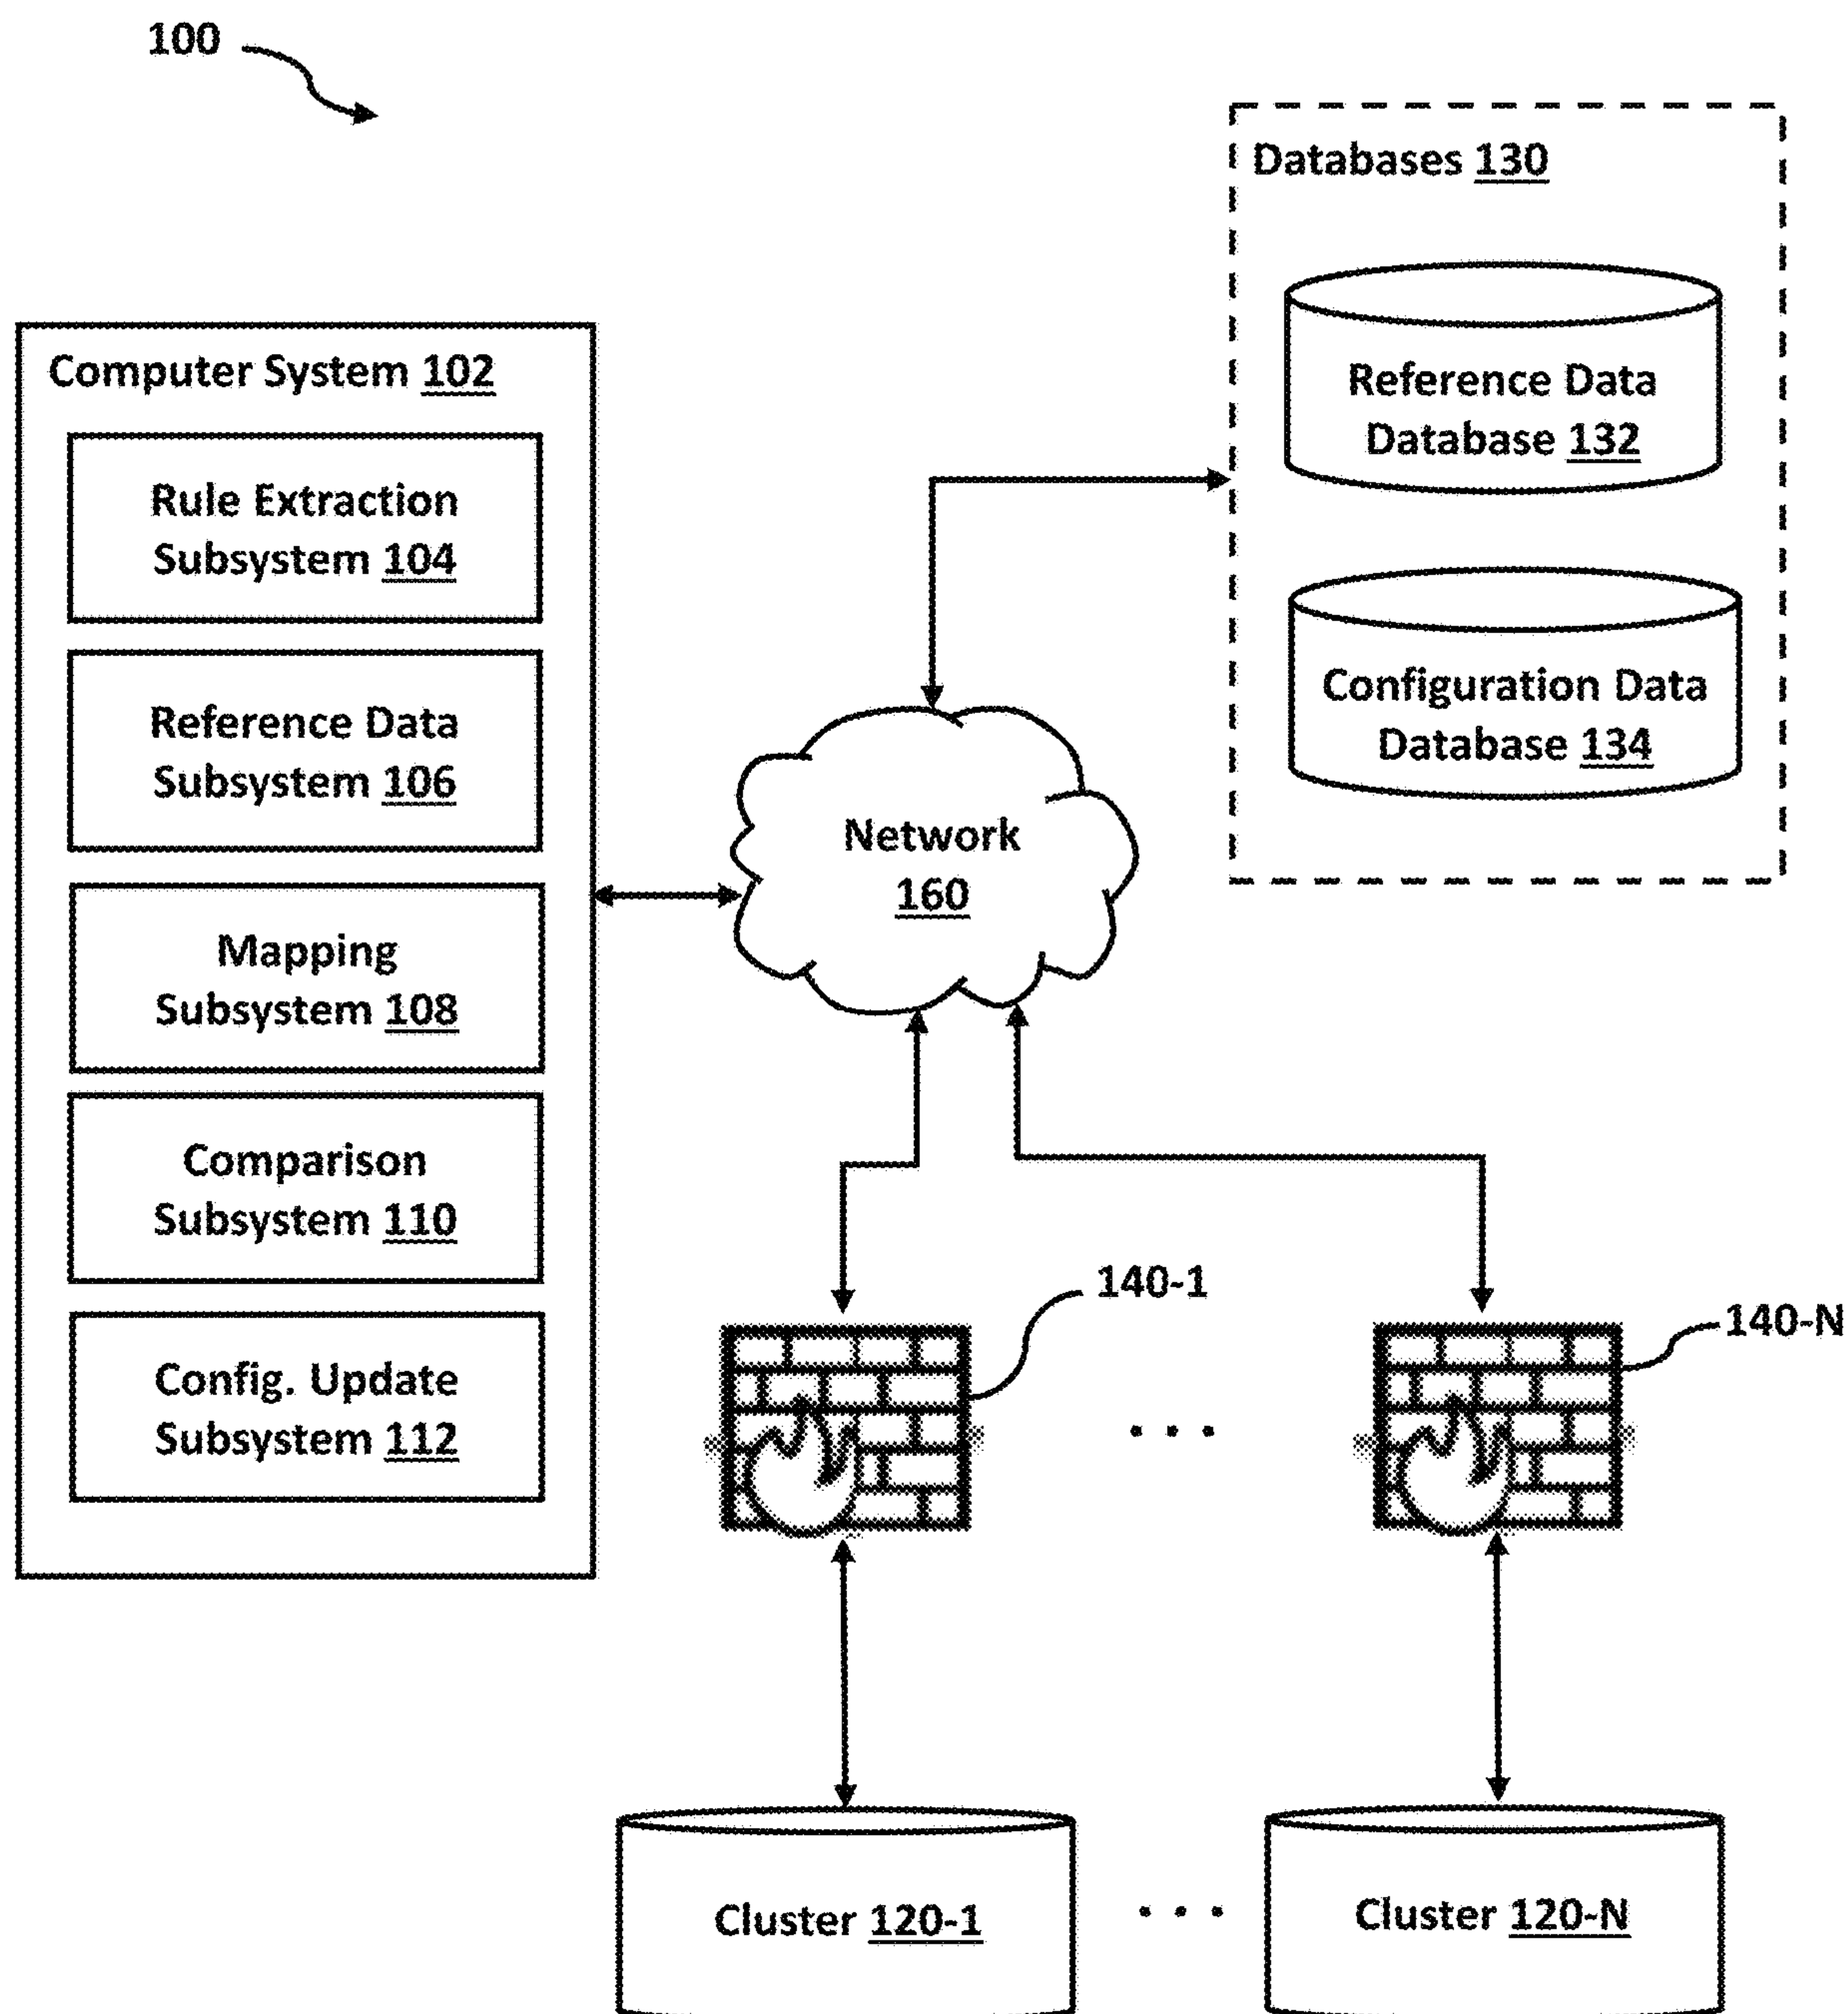 100
Databases 130
Reference Data
Database 132
Configuration Data
Database 134
Computer System 102
Rule Extraction
Subsystem 104
Reference Data
Subsystem 106
Mapping
Subsystem 108
Comparison
Subsystem 110
Config. Update
Subsystem 112
Network
160
140-1
140-N
. . .
Cluster 120-1
. . .
Cluster 120-N